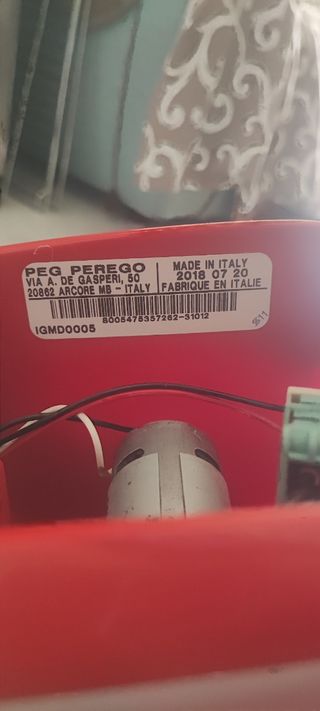 PEG PEREGO
VIA A. DE GASPERI, 50
20862 ARCORE MB - ITALY
MADE IN ITALY
2018 07 20
FABRIQUE EN ITALIE
8005475357262-31012
IGMD0005